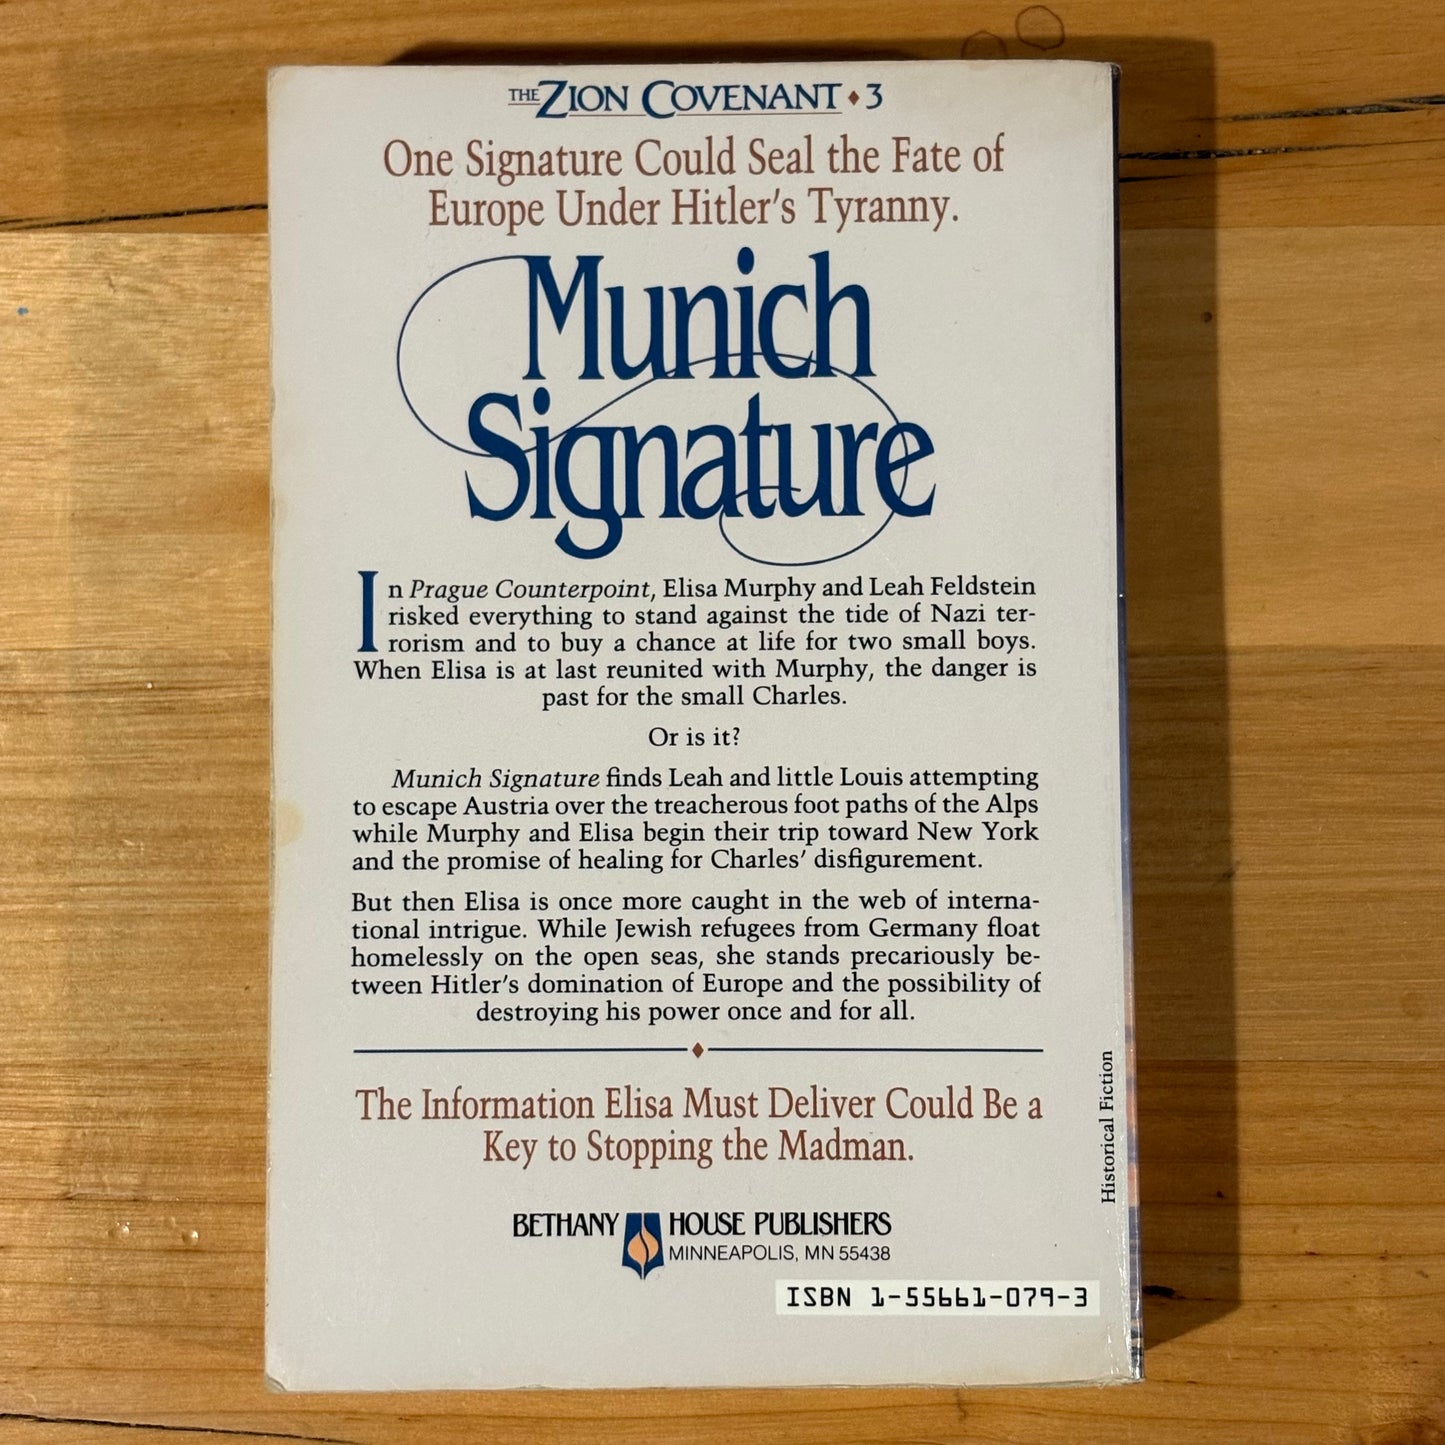 THE ZION COVENANT ♦ 3
One Signature Could Seal the Fate of
Europe Under Hitler's Tyranny.
Munich
Signature
In Prague Counterpoint, Elisa Murphy and Leah Feldstein
risked everything to stand against the tide of Nazi ter-
rorism and to buy a chance at life for two small boys.
When Elisa is at last reunited with Murphy, the danger is
past for the small Charles.
Or is it?
Munich Signature finds Leah and little Louis attempting
to escape Austria over the treacherous foot paths of the Alps
while Murphy and Elisa begin their trip toward New York
and the promise of healing for Charles' disfigurement.
But then Elisa is once more caught in the web of interna-
tional intrigue. While Jewish refugees from Germany float
homelessly on the open seas, she stands precariously be-
tween Hitler's domination of Europe and the possibility of
destroying his power once and for all.
The Information Elisa Must Deliver Could Be a
Key to Stopping the Madman.
Historical Fiction
BETHANY HOUSE PUBLISHERS
MINNEAPOLIS, MN 55438
ISBN 1-55661-079-3